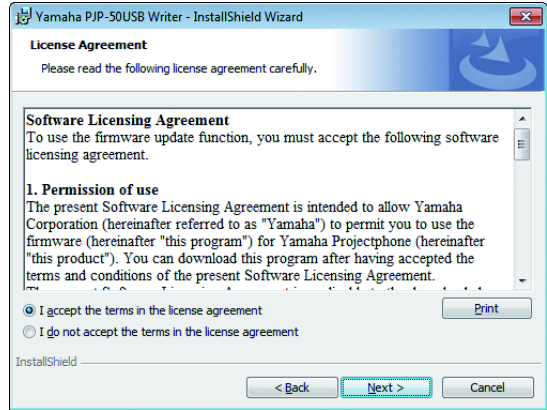 Yamaha PJP-50USB Writer - InstallShield Wizard
License Agreement
Please read the following license agreement carefully.
Software Licensing Agreement
To use the firmware update function, you must accept the following software
licensing agreement.
1. Permission of use
The present Software Licensing Agreement is intended to allow Yamaha
Corporation (hereinafter referred to as "Yamaha") to permit you to use the
firmware (hereinafter "this program") for Yamaha Projectphone (hereinafter
"this product"). You can download this program after having accepted the
terms and conditions of the present Software Licensing Agreement.
I accept the terms in the license agreement
Print
I do not accept the terms in the license agreement
InstallShield
< Back
Next >
Cancel